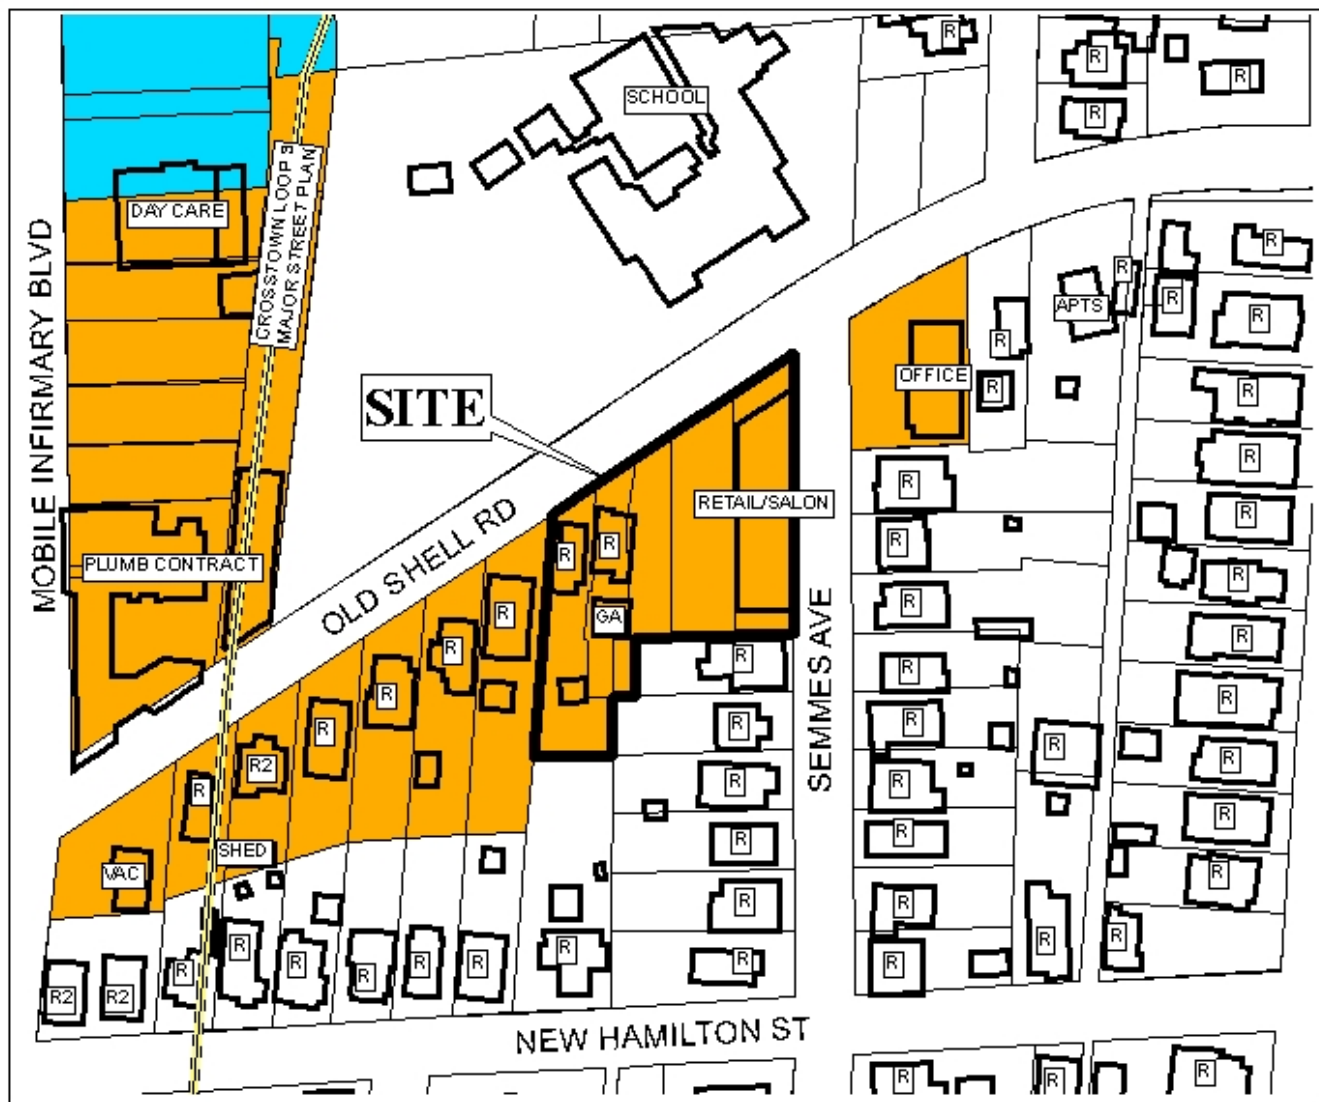 R
R
SCHOOL
R
R
DAY CARE
CROSSTOWN LOOP 3
MAJOR STREET PLAN
MOBILE INFIRMARY BLVD
R
R
R
APTS
R
R
R
OFFICE
R
R
SITE
R
R
RETAIL/SALON
R
R
OLD SHELL RD
PLUMB CONTRACT
R
R
R
R
R
GA
R
R
R
R
R
R
R
SEMMES AVE
R
R
R
R
R
R
R2
R
R
R
R
R
R
R
R
SHED
VAC
R
R
R
R
R
R
R
R
R
R
R
R
R
R
R2
R2
NEW HAMILTON ST
R
R
R